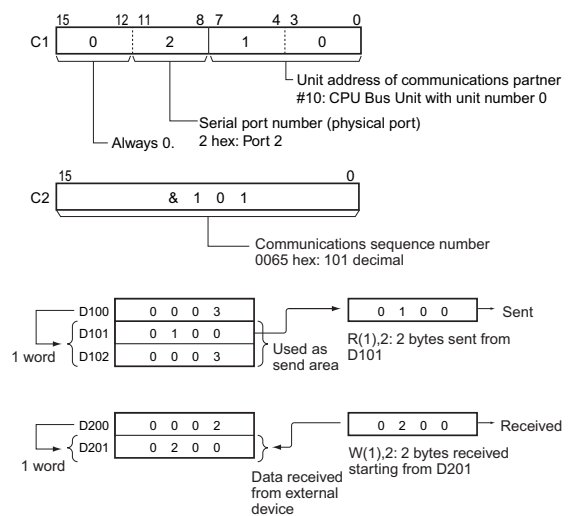 15 12 11 8 7 4 3 0
C1 0 2 1 0
Unit address of communications partner
#10: CPU Bus Unit with unit number 0
Serial port number (physical port)
2 hex: Port 2
Always 0.
15 0
C2 & 1 0 1
Communications sequence number
0065 hex: 101 decimal
D100 0 0 0 3
D101 0 1 0 0
D102 0 0 0 3
1 word
Used as
send area
0 1 0 0 Sent
R(1),2: 2 bytes sent from
D101
D200 0 0 0 2
D201 0 2 0 0
1 word
Data received
from external
device
0 2 0 0 Received
W(1),2: 2 bytes received
starting from D201